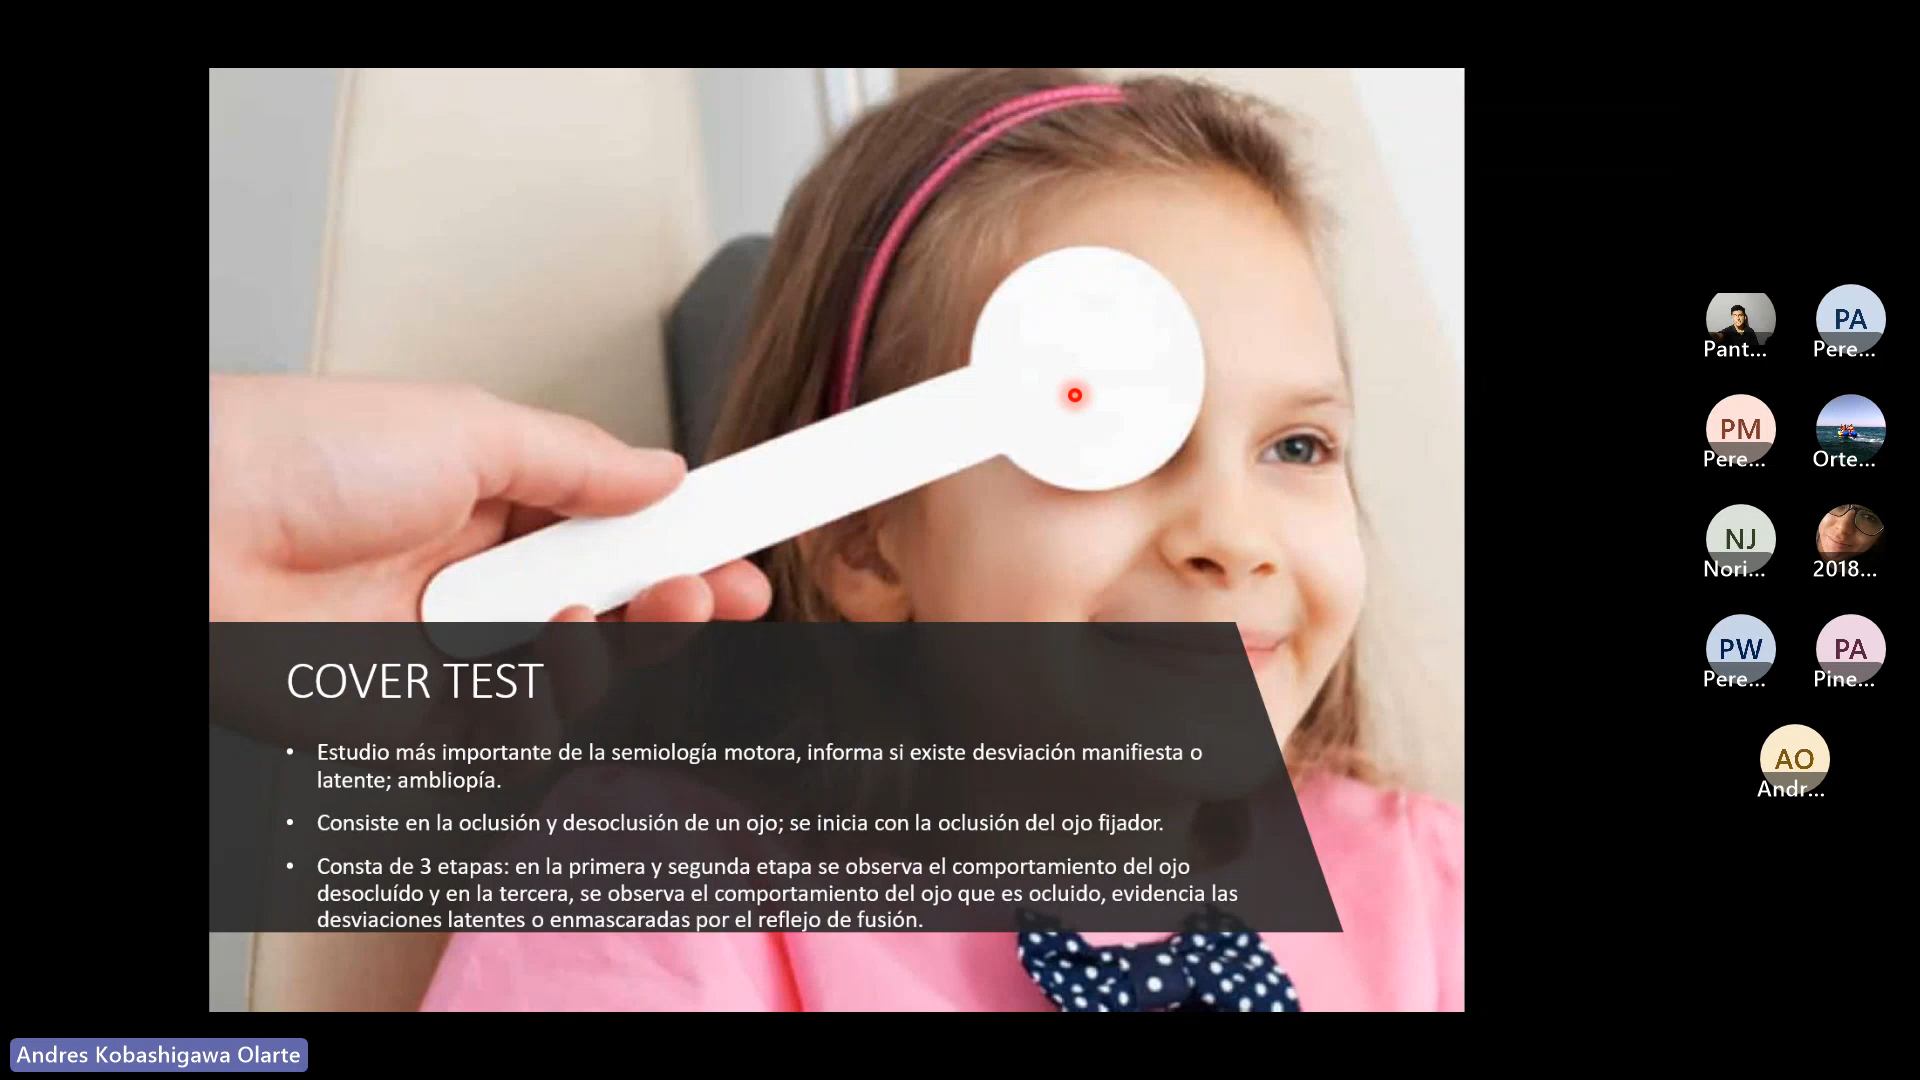 COVER TEST
• Estudio más importante de la semiología motora, informa si existe desviación manifiesta o
latente; ambliopía.
• Consiste en la oclusión y desoclusión de un ojo; se inicia con la oclusión del ojo fijador.
• Consta de 3 etapas: en la primera y segunda etapa se observa el comportamiento del ojo
desocluído y en la tercera, se observa el comportamiento del ojo que es ocluido, evidencia las
desviaciones latentes o enmascaradas por el reflejo de fusión.
Pant...
PA
Pere...
PM
Pere...
Orte...
NJ
Nori...
2018...
PW
Pere...
PA
Pine...
AO
Andr...
Andres Kobashigawa Olarte